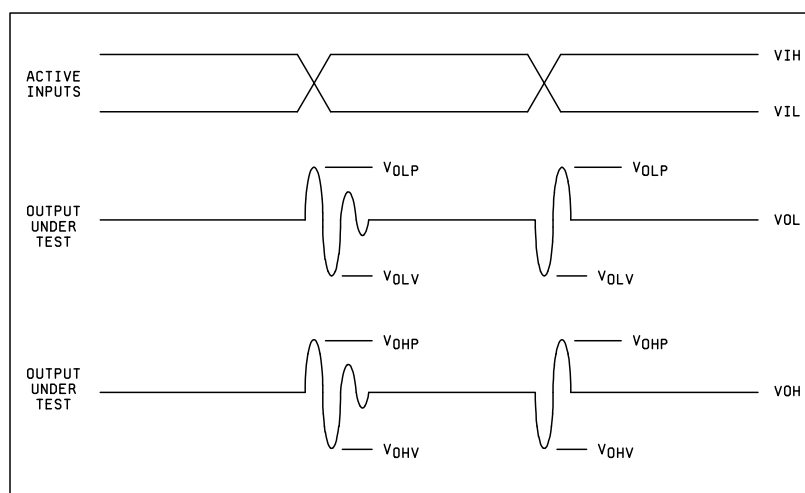 ACTIVE
INPUTS
VIH
VIL
VOLP
VOLP
OUTPUT
UNDER
TEST
VOL
VOLV
VOLV
VOHP
VOHP
OUTPUT
UNDER
TEST
VOH
VOHV
VOHV